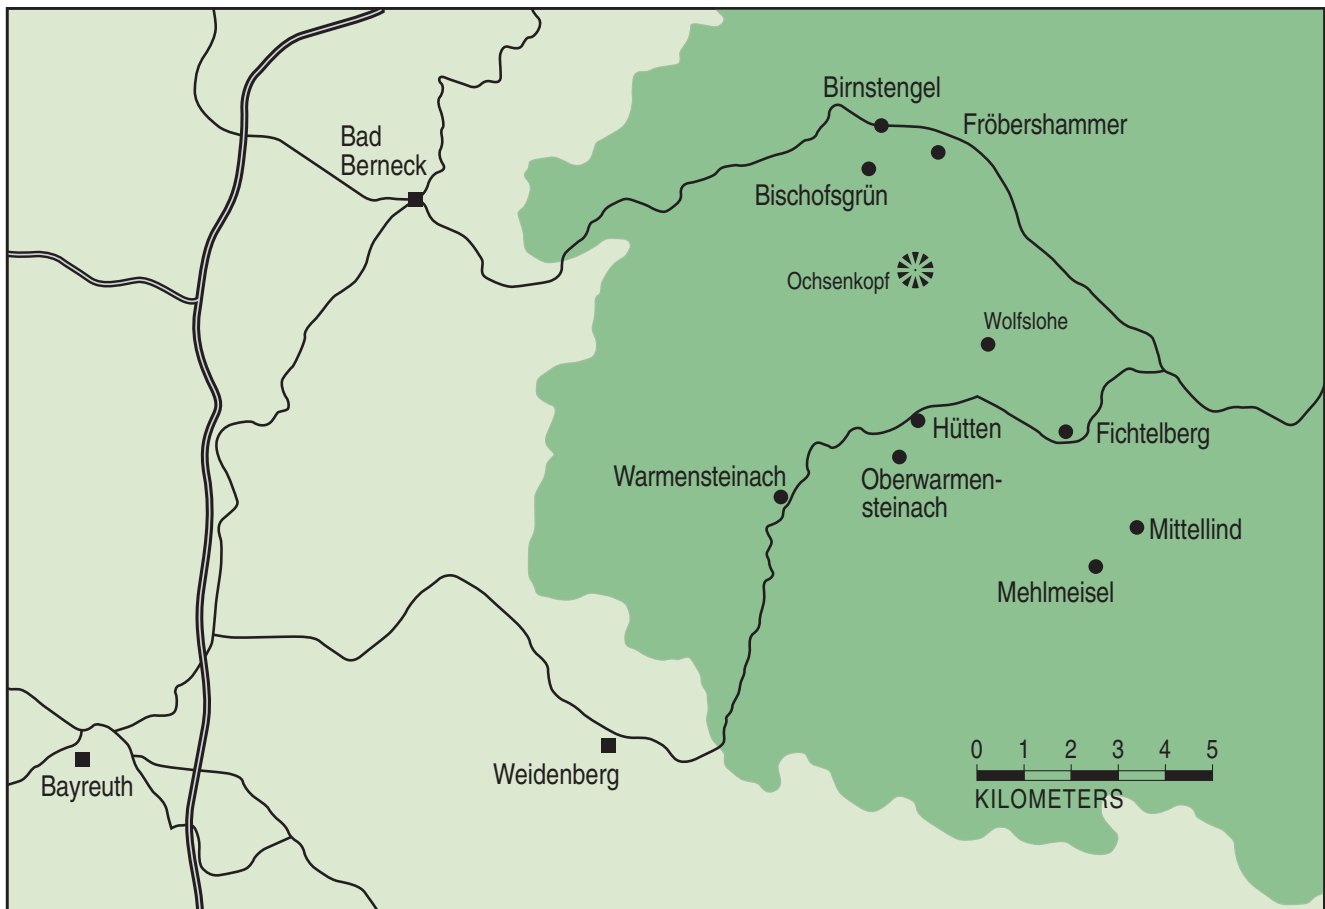 Birnstengel
Fröbershammer
Bad
Berneck
Bischofsgrün
Ochsenkopf
Wolfslohe
Hütten
Fichtelberg
Warmensteinach
Oberwarmen-
steinach
Mittellind
Mehlmeisel
0 1 2 3 4 5
KILOMETERS
Weidenberg
Bayreuth